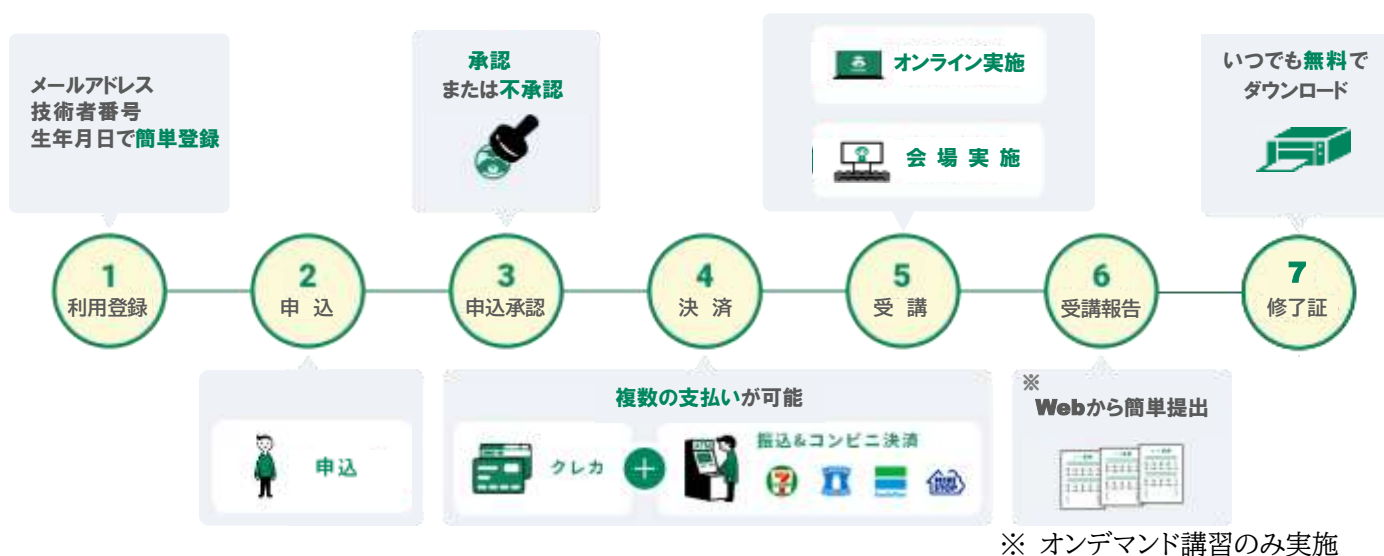 メールアドレス
技術者番号
生年月日で簡単登録
承認
または不承認
オンライン実施
会場実施
いつでも無料で
ダウンロード
1
利用登録
2
申込
3
申込承認
4
決済
5
受講
6
受講報告
7
修了証
申込
複数の支払いが可能
クレカ
振込&コンビニ決済
7
MINI
STOP
※
Webから簡単提出
※ オンデマンド講習のみ実施